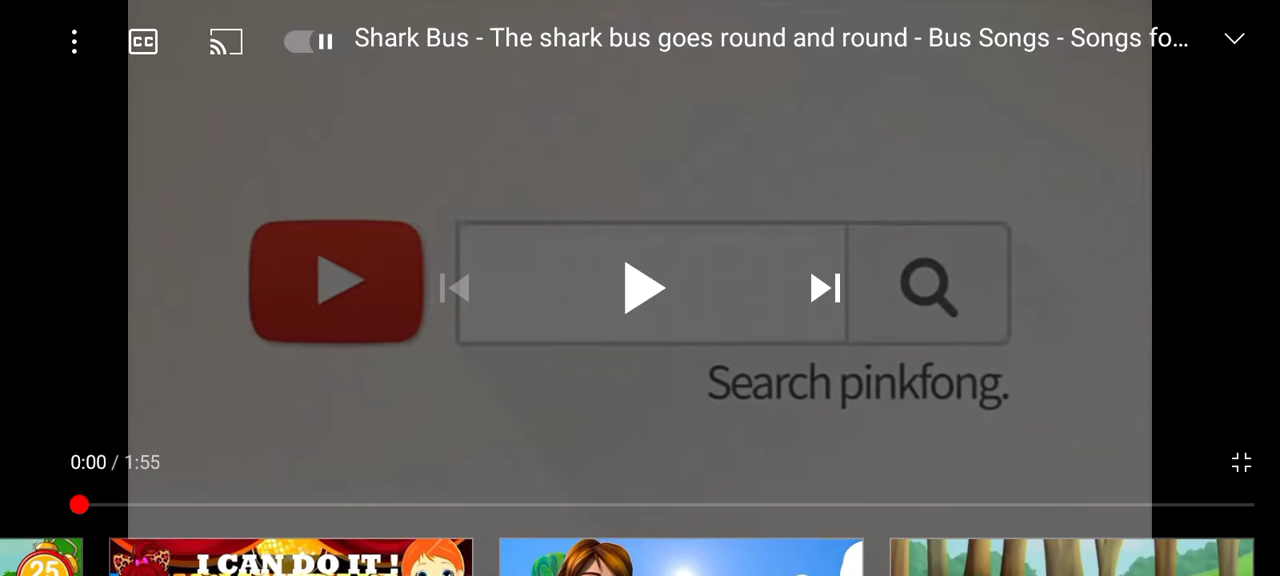 CC
Shark Bus - The shark bus goes round and round - Bus Songs - Songs fo...
Search pinkfong.
0:00 / 1:55
25
I CAN DO IT !